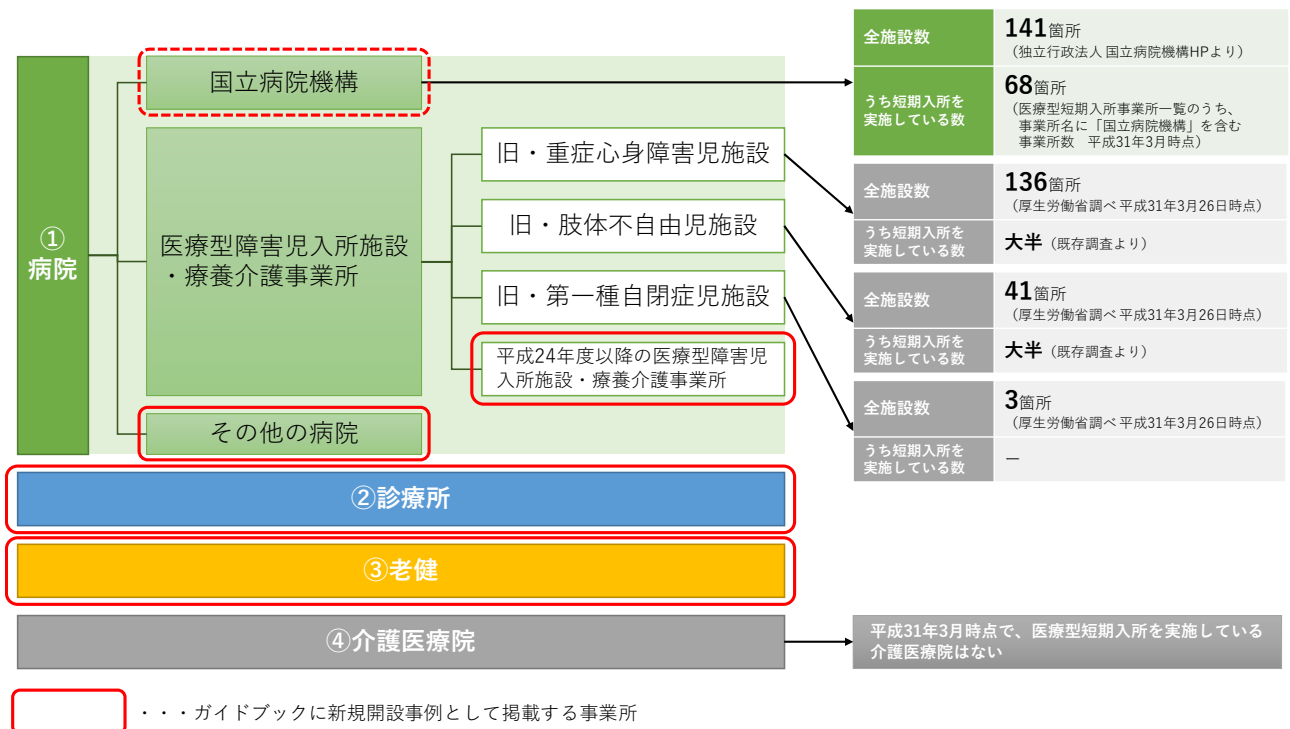 ①
病院
国立病院機構
医療型障害児入所施設
・療養介護事業所
その他の病院
旧・重症心身障害児施設
旧・肢体不自由児施設
旧・第一種自閉症児施設
平成24年度以降の医療型障害児
入所施設・療養介護事業所
②診療所
③老健
④介護医療院
全施設数
141箇所
（独立行政法人 国立病院機構HPより）
うち短期入所を
実施している数
68箇所
（医療型短期入所事業所一覧のうち、
事業所名に「国立病院機構」を含む
事業所数　平成31年3月時点）
全施設数
136箇所
（厚生労働省調べ 平成31年3月26日時点）
うち短期入所を
実施している数
大半（既存調査より）
全施設数
41箇所
（厚生労働省調べ 平成31年3月26日時点）
うち短期入所を
実施している数
大半（既存調査より）
全施設数
3箇所
（厚生労働省調べ 平成31年3月26日時点）
うち短期入所を
実施している数
－
平成31年3月時点で、医療型短期入所を実施している
介護医療院はない
・・・ガイドブックに新規開設事例として掲載する事業所